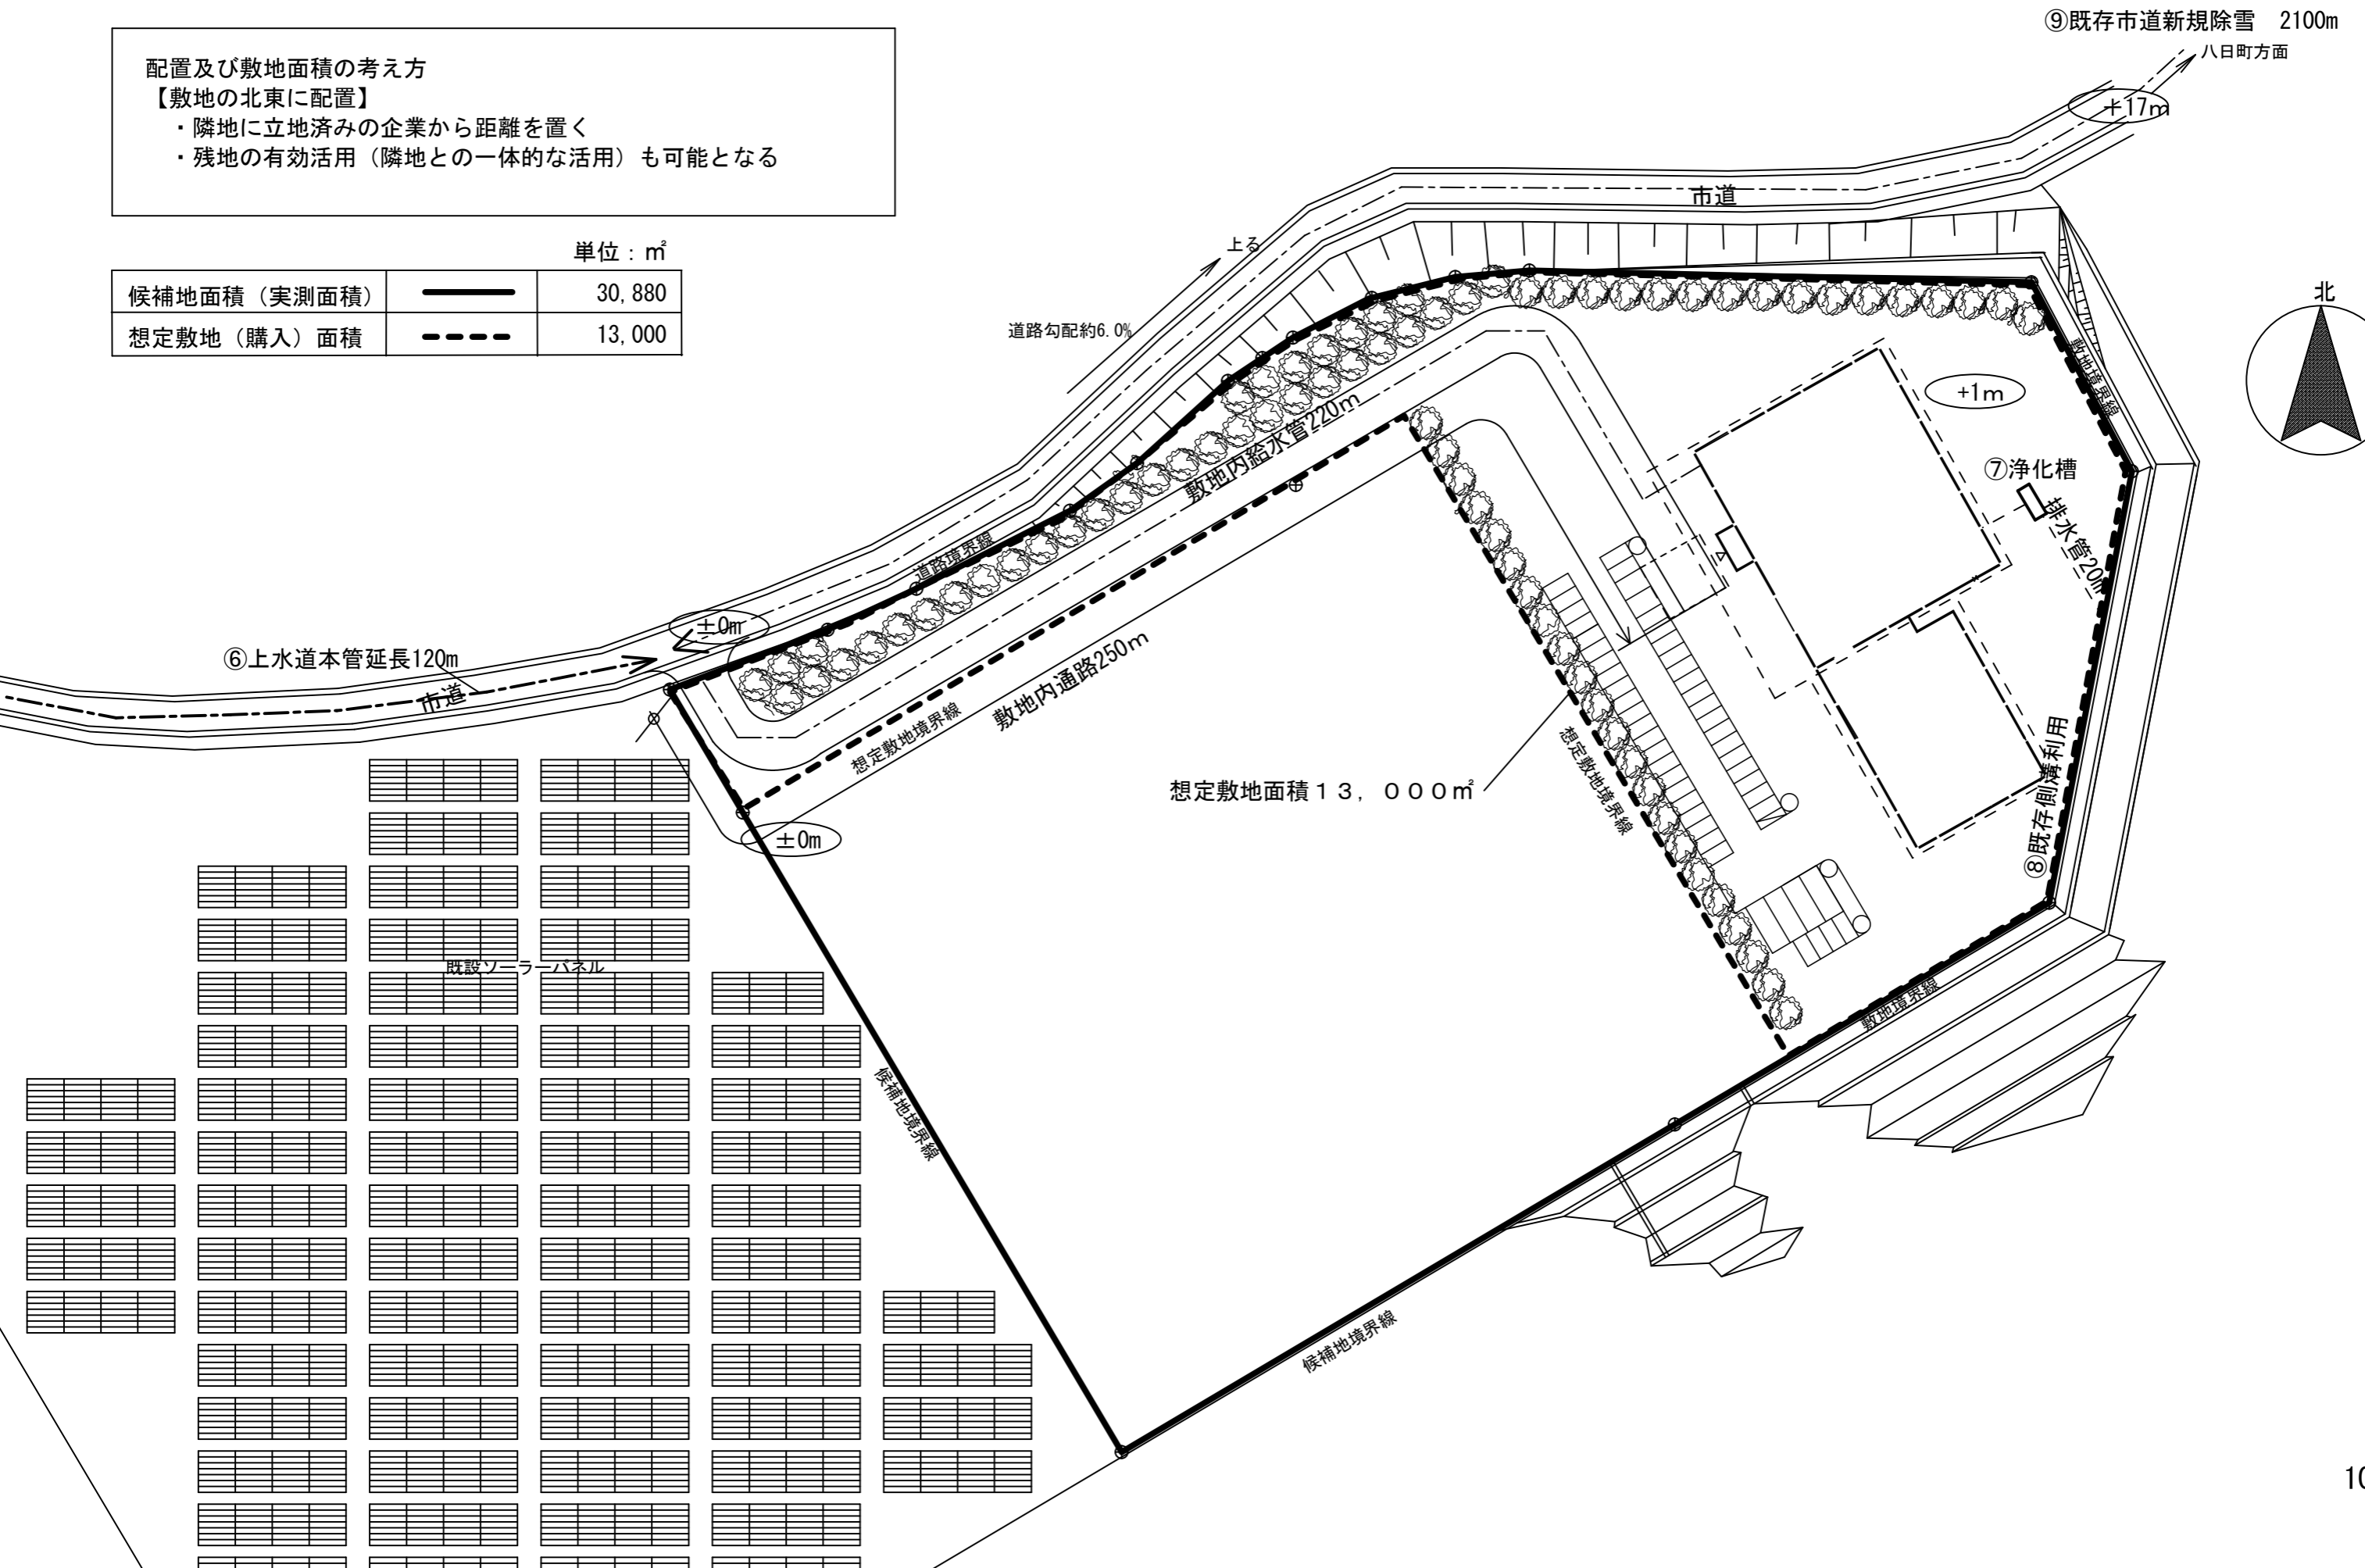 ⑨既存市道新規除雪　2100m
八日町方面
+17m
配置及び敷地面積の考え方
【敷地の北東に配置】
・隣地に立地済みの企業から距離を置く
・残地の有効活用（隣地との一体的な活用）も可能となる
単位：㎡
候補地面積（実測面積） 30,880
想定敷地（購入）面積 13,000
市道
上る
道路勾配約6.0%
北
敷地境界線
+1m
敷地内給水管220m
⑦浄化槽
排水管20m
道路境界線
±0m
⑥上水道本管延長120m
市道
敷地内通路250m
想定敷地境界線
想定敷地面積１３，０００㎡
想定敷地境界線
⑧既存側溝利用
±0m
既設ソーラーパネル
敷地境界線
候補地境界線
候補地境界線
10